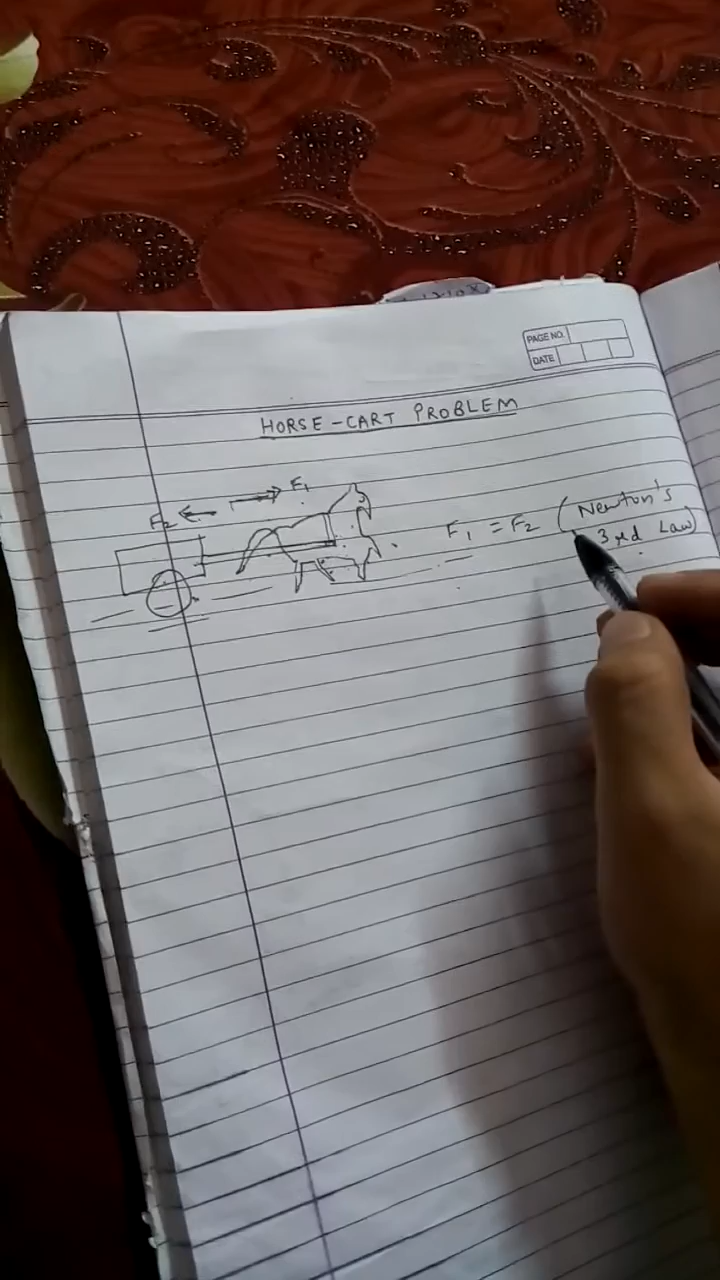 PAGE NO.
DATE
HORSE-CART PROBLEM
F₁
F₂
F₁ = F₂ (Newton's
3rd Law)